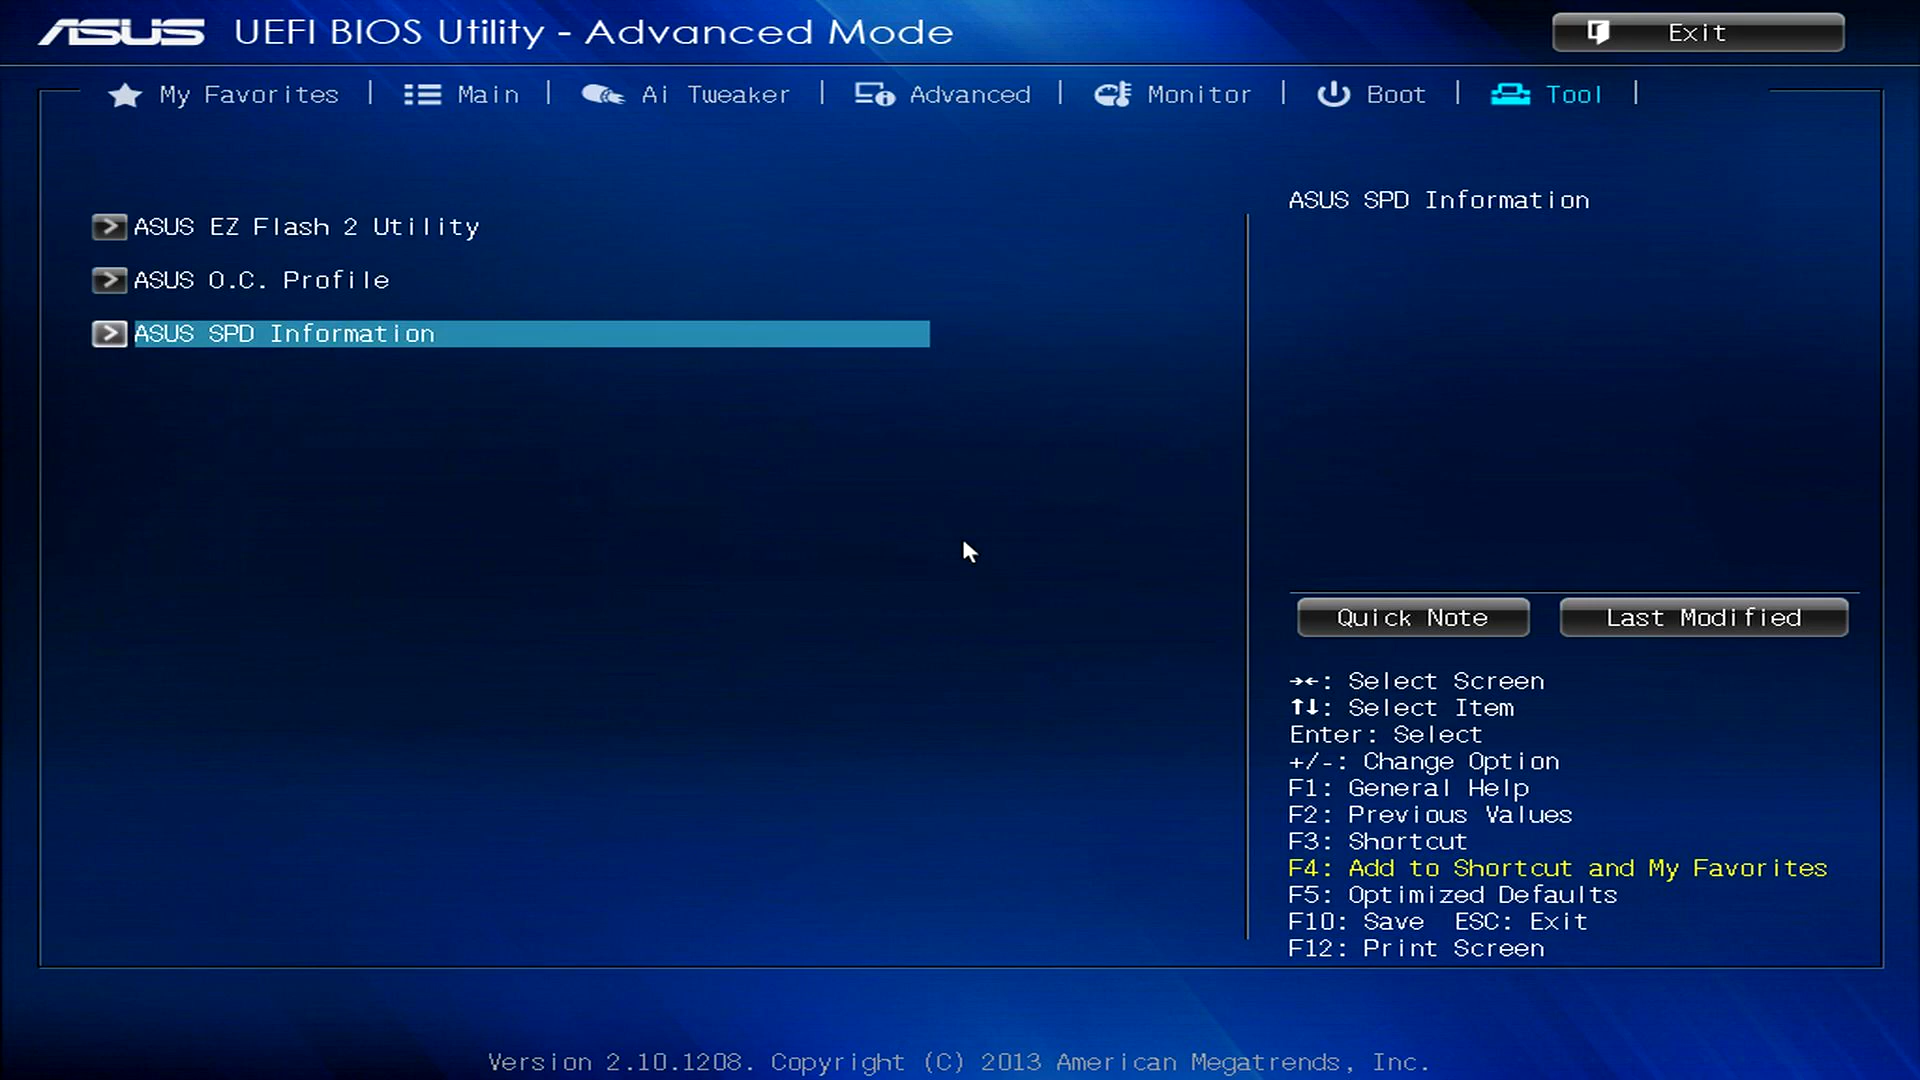 ASUS UEFI BIOS Utility - Advanced Mode
Exit
My Favorites | Main | Ai Tweaker | Advanced | Monitor | Boot | Tool |
ASUS EZ Flash 2 Utility
ASUS O.C. Profile
ASUS SPD Information
ASUS SPD Information
Quick Note
Last Modified
→←: Select Screen
↑↓: Select Item
Enter: Select
+/-: Change Option
F1: General Help
F2: Previous Values
F3: Shortcut
F4: Add to Shortcut and My Favorites
F5: Optimized Defaults
F10: Save  ESC: Exit
F12: Print Screen
Version 2.10.1208. Copyright (C) 2013 American Megatrends, Inc.